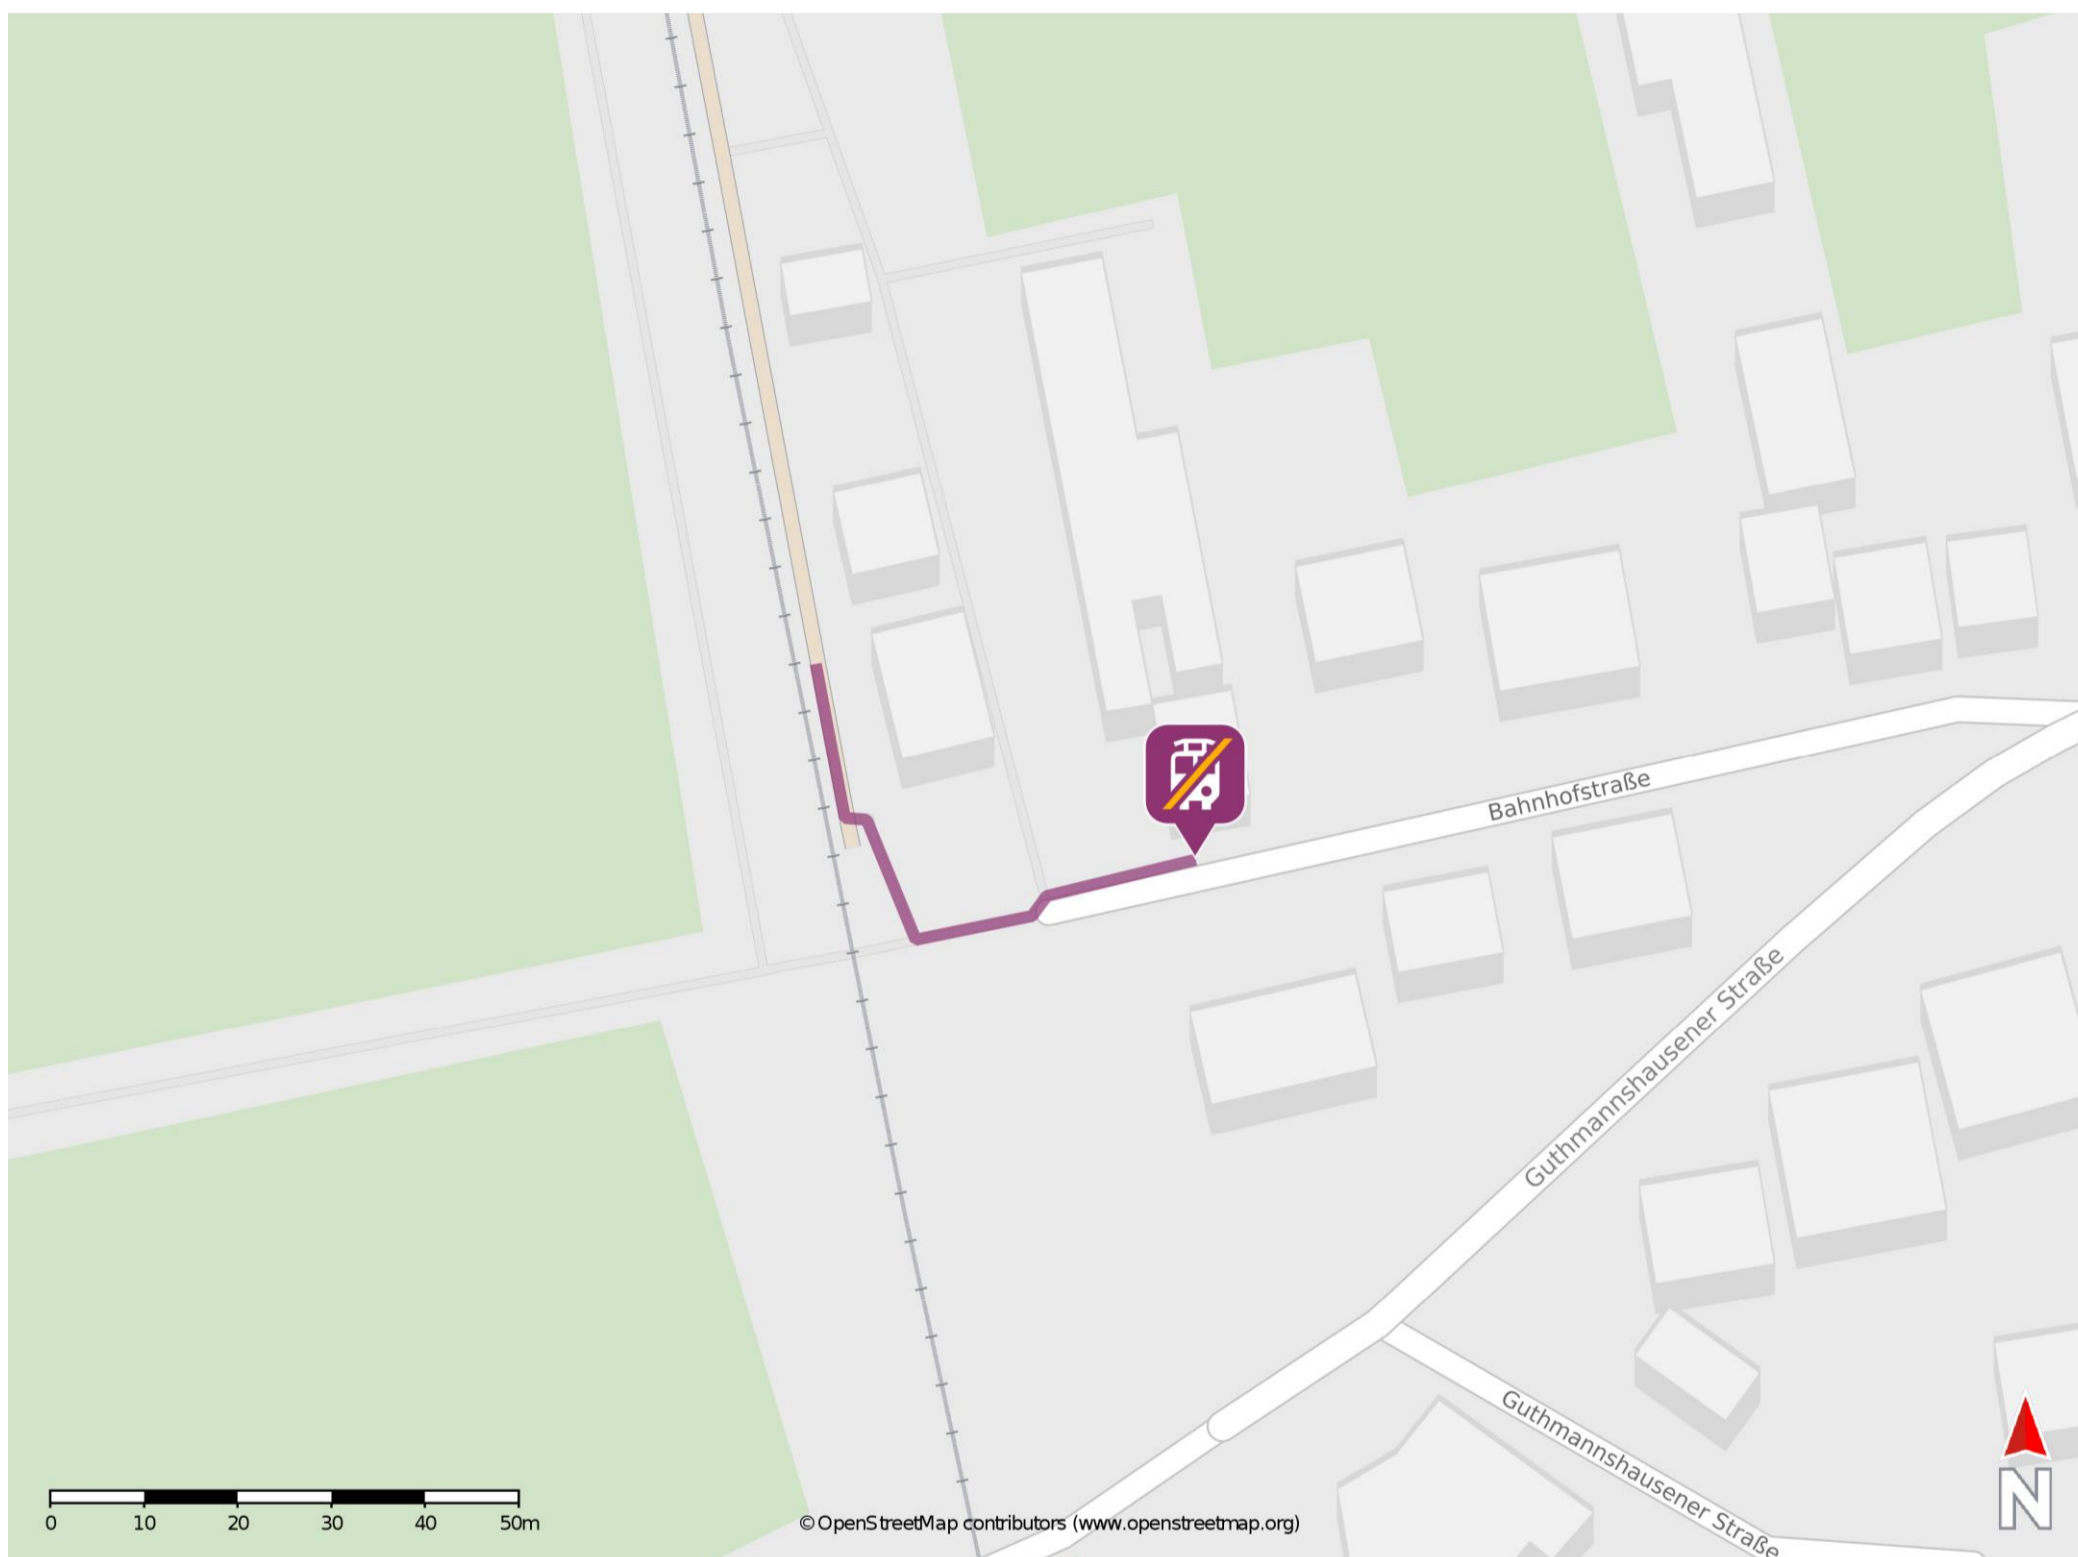 Bahnhofstraße
Guthmannshausener Straße
Guthmannshausener Straße
N
0 10 20 30 40 50m
© OpenStreetMap contributors (www.openstreetmap.org)